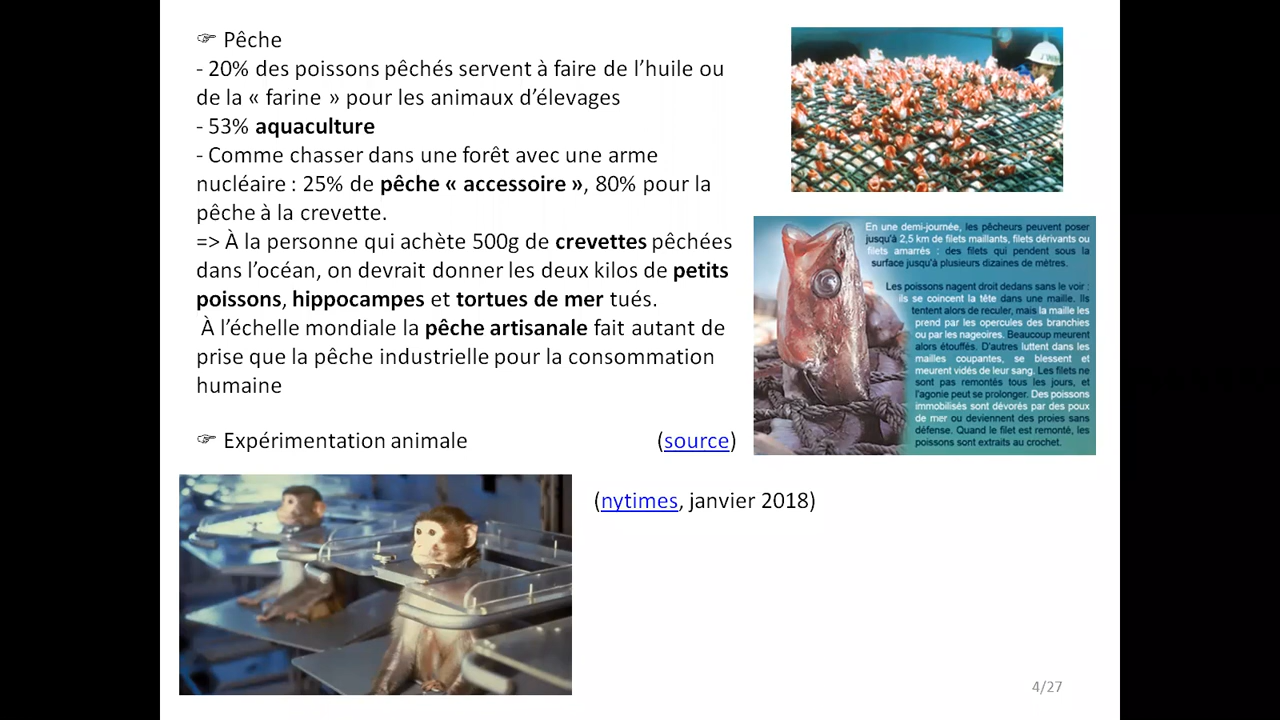 ☞ Pêche
- 20% des poissons pêchés servent à faire de l’huile ou
de la « farine » pour les animaux d’élevages
- 53% aquaculture
- Comme chasser dans une forêt avec une arme
nucléaire : 25% de pêche « accessoire », 80% pour la
pêche à la crevette.
=> À la personne qui achète 500g de crevettes pêchées
dans l’océan, on devrait donner les deux kilos de petits
poissons, hippocampes et tortues de mer tués.
À l’échelle mondiale la pêche artisanale fait autant de
prise que la pêche industrielle pour la consommation
humaine
En une demi-journée, les pêcheurs peuvent poser
jusqu'à 2,5 km de filets maillants, filets dérivants ou
filets amarrés : des filets qui pendent sous la
surface jusqu'à plusieurs dizaines de mètres.
Les poissons nagent droit dedans sans le voir :
ils se coincent la tête dans une maille. Ils
tentent alors de reculer, mais la maille les
prend par les opercules des branchies
ou par les nageoires. Beaucoup meurent
alors étouffés. D'autres luttent dans les
mailles coupantes, se blessent et
meurent vidés de leur sang. Les filets ne
sont pas remontés tous les jours, et
l'agonie peut se prolonger. Des poissons
immobilisés sont dévorés par des poux
de mer ou deviennent des proies sans
défense. Quand le filet est remonté, les
poissons sont extraits au crochet.
☞ Expérimentation animale (source)
(nytimes, janvier 2018)
4/27